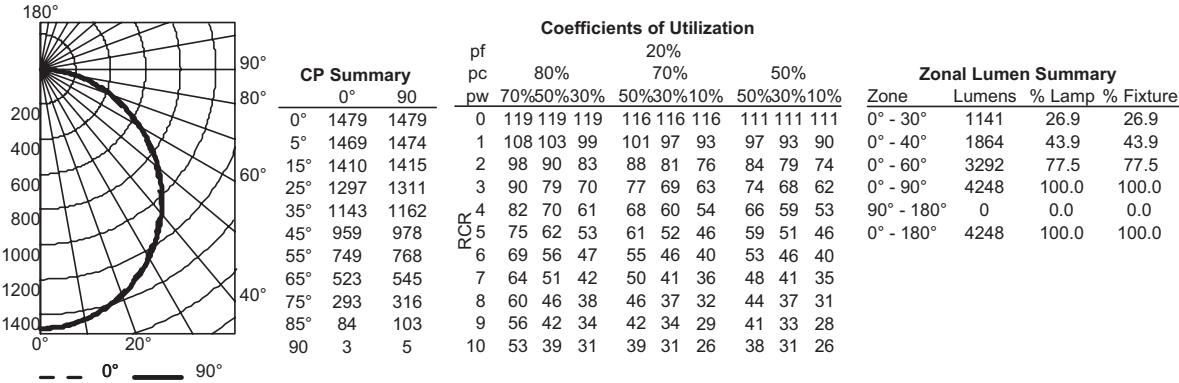 180°
90°
80°
200
400
60°
600
800
1000
1200
40°
1400
0° 20°
0° 90°
CP Summary
0° 90
0° 1479 1479
5° 1469 1474
15° 1410 1415
25° 1297 1311
35° 1143 1162
45° 959 978
55° 749 768
65° 523 545
75° 293 316
85° 84 103
90 3 5
Coefficients of Utilization
pf 20%
pc 80% 70% 50%
pw 70%50%30% 50%30%10% 50%30%10%
RCR
0 119 119 119 116 116 116 111 111 111
1 108 103 99 101 97 93 97 93 90
2 98 90 83 88 81 76 84 79 74
3 90 79 70 77 69 63 74 68 62
4 82 70 61 68 60 54 66 59 53
5 75 62 53 61 52 46 59 51 46
6 69 56 47 55 46 40 53 46 40
7 64 51 42 50 41 36 48 41 35
8 60 46 38 46 37 32 44 37 31
9 56 42 34 42 34 29 41 33 28
10 53 39 31 39 31 26 38 31 26
Zonal Lumen Summary
Zone Lumens % Lamp % Fixture
0° - 30° 1141 26.9 26.9
0° - 40° 1864 43.9 43.9
0° - 60° 3292 77.5 77.5
0° - 90° 4248 100.0 100.0
90° - 180° 0 0.0 0.0
0° - 180° 4248 100.0 100.0